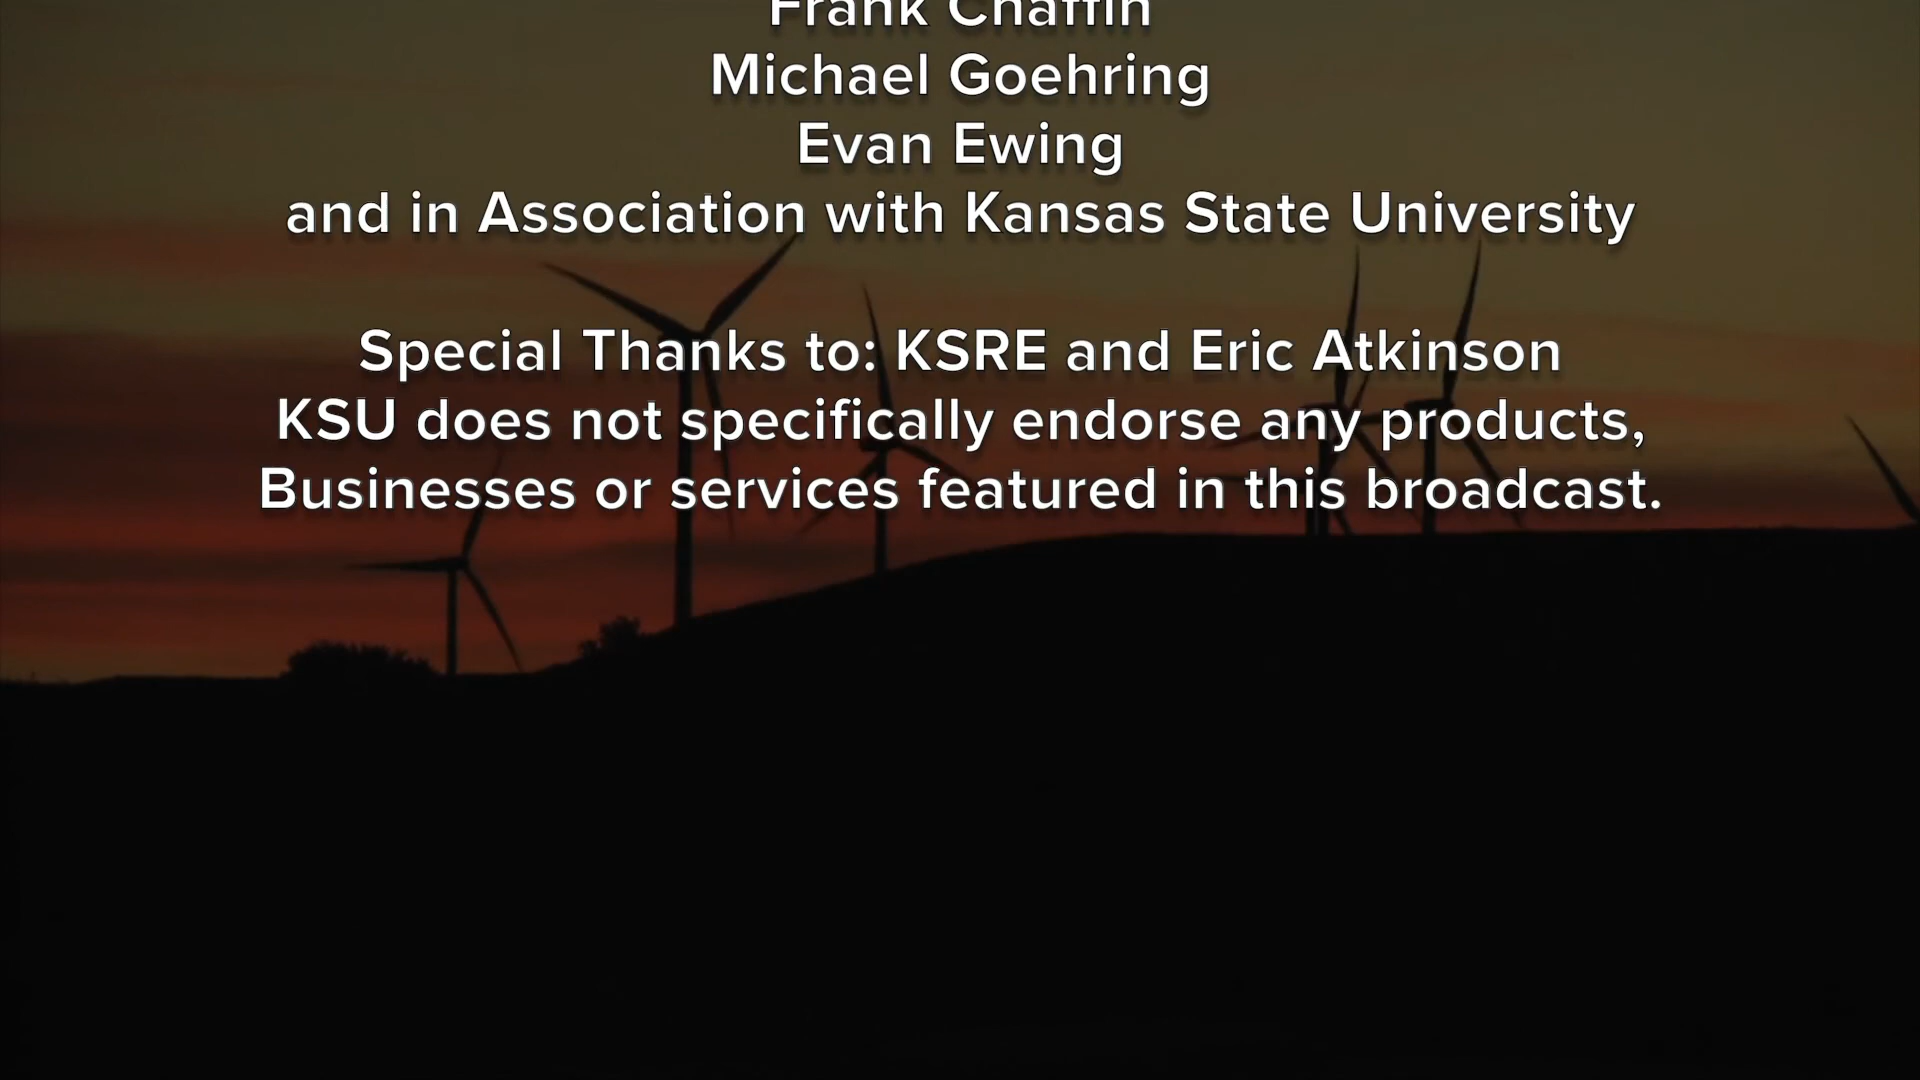 Frank Chaffin
Michael Goehring
Evan Ewing
and in Association with Kansas State University
Special Thanks to: KSRE and Eric Atkinson
KSU does not specifically endorse any products,
Businesses or services featured in this broadcast.